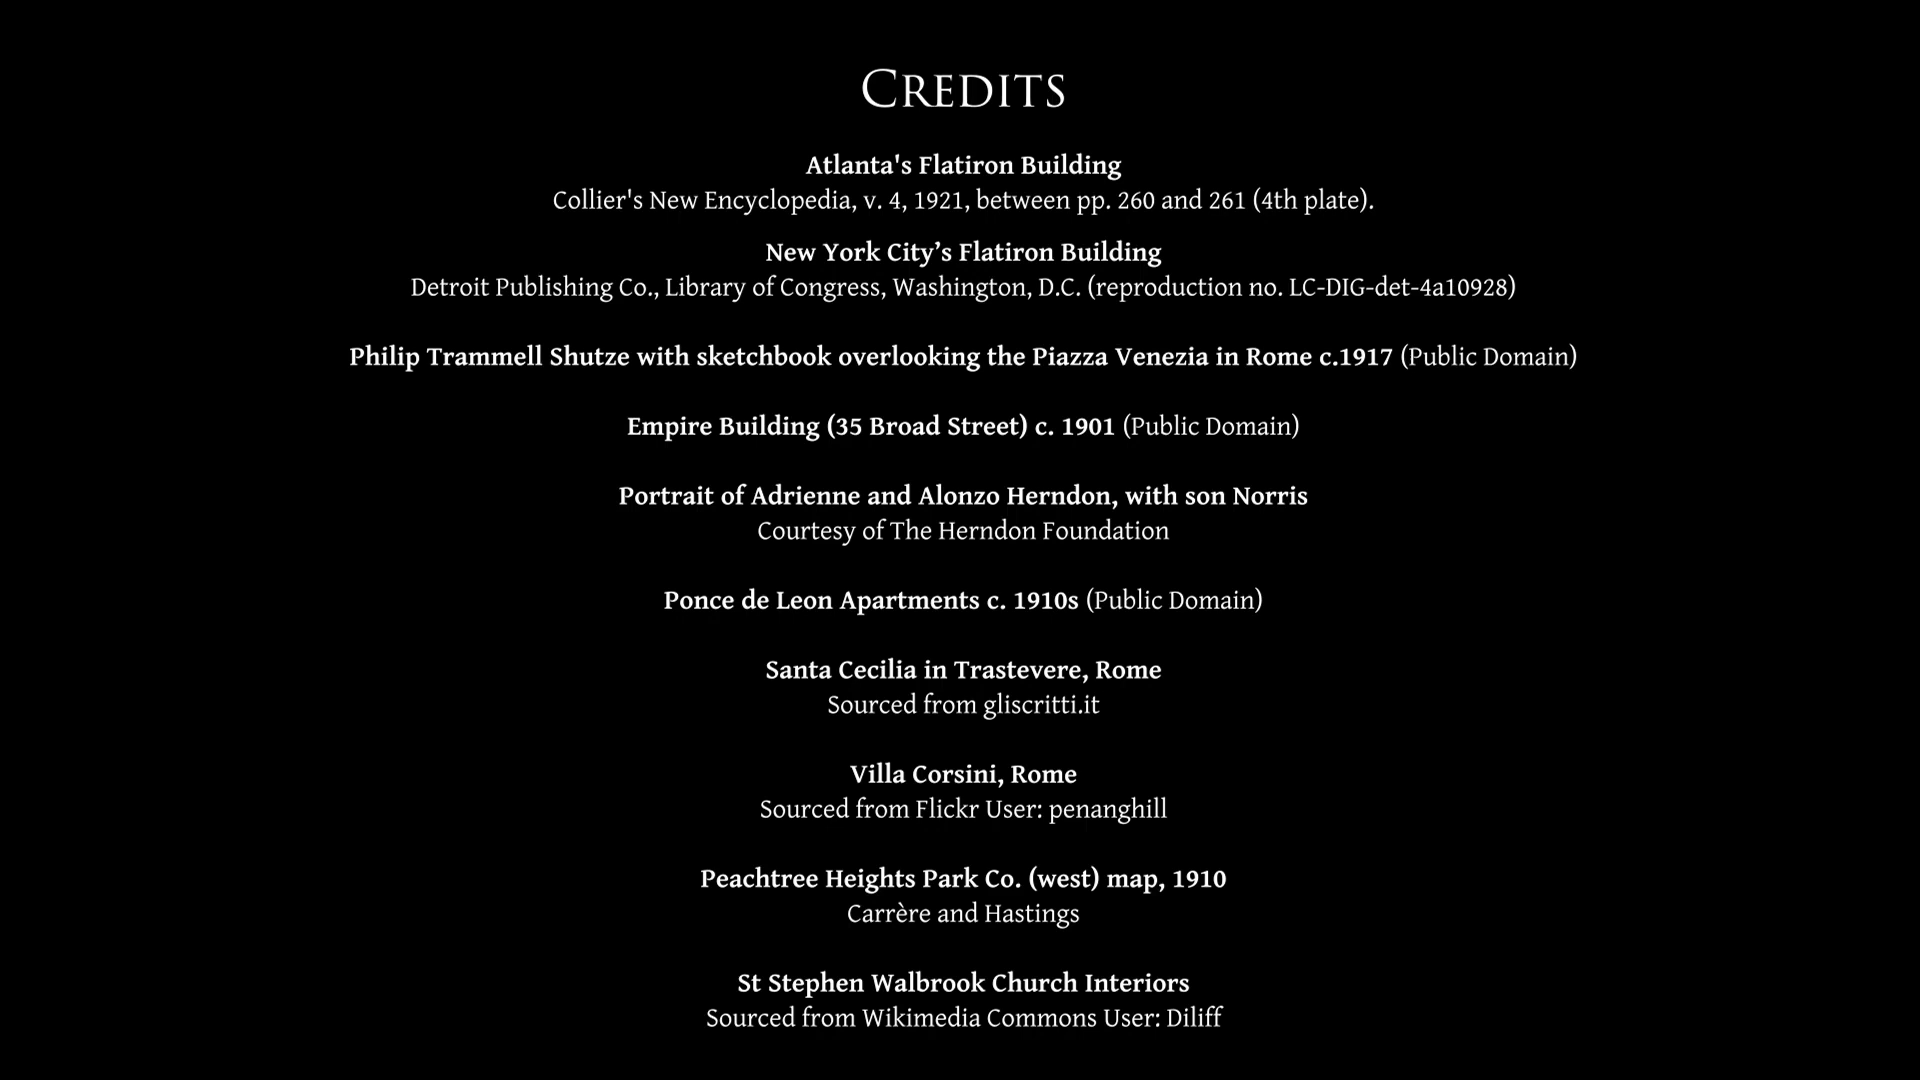 CREDITS
Atlanta's Flatiron Building
Collier's New Encyclopedia, v. 4, 1921, between pp. 260 and 261 (4th plate).
New York City’s Flatiron Building
Detroit Publishing Co., Library of Congress, Washington, D.C. (reproduction no. LC-DIG-det-4a10928)
Philip Trammell Shutze with sketchbook overlooking the Piazza Venezia in Rome c.1917 (Public Domain)
Empire Building (35 Broad Street) c. 1901 (Public Domain)
Portrait of Adrienne and Alonzo Herndon, with son Norris
Courtesy of The Herndon Foundation
Ponce de Leon Apartments c. 1910s (Public Domain)
Santa Cecilia in Trastevere, Rome
Sourced from gliscritti.it
Villa Corsini, Rome
Sourced from Flickr User: penanghill
Peachtree Heights Park Co. (west) map, 1910
Carrère and Hastings
St Stephen Walbrook Church Interiors
Sourced from Wikimedia Commons User: Diliff